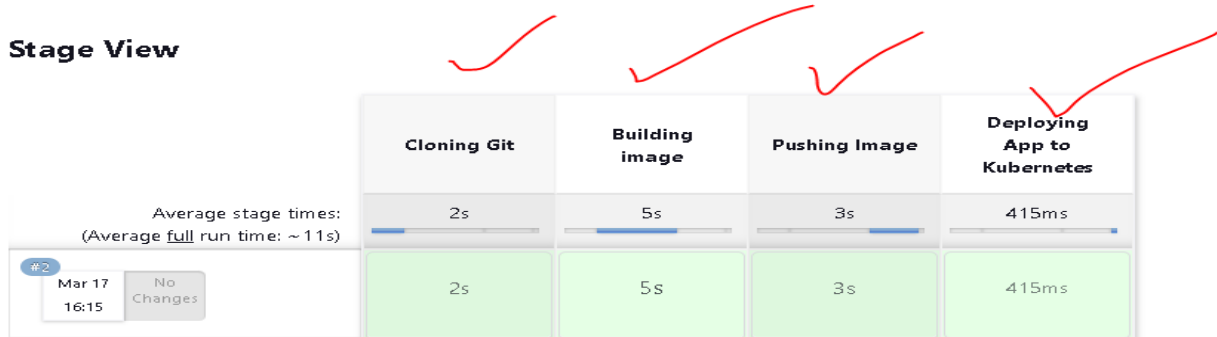 Stage View
Cloning Git
Building
image
Pushing Image
Deploying
App to
Kubernetes
Average stage times:
(Average full run time: ~11s)
2s
5s
3s
415ms
#2
Mar 17
16:15
No
Changes
2s
5s
3s
415ms